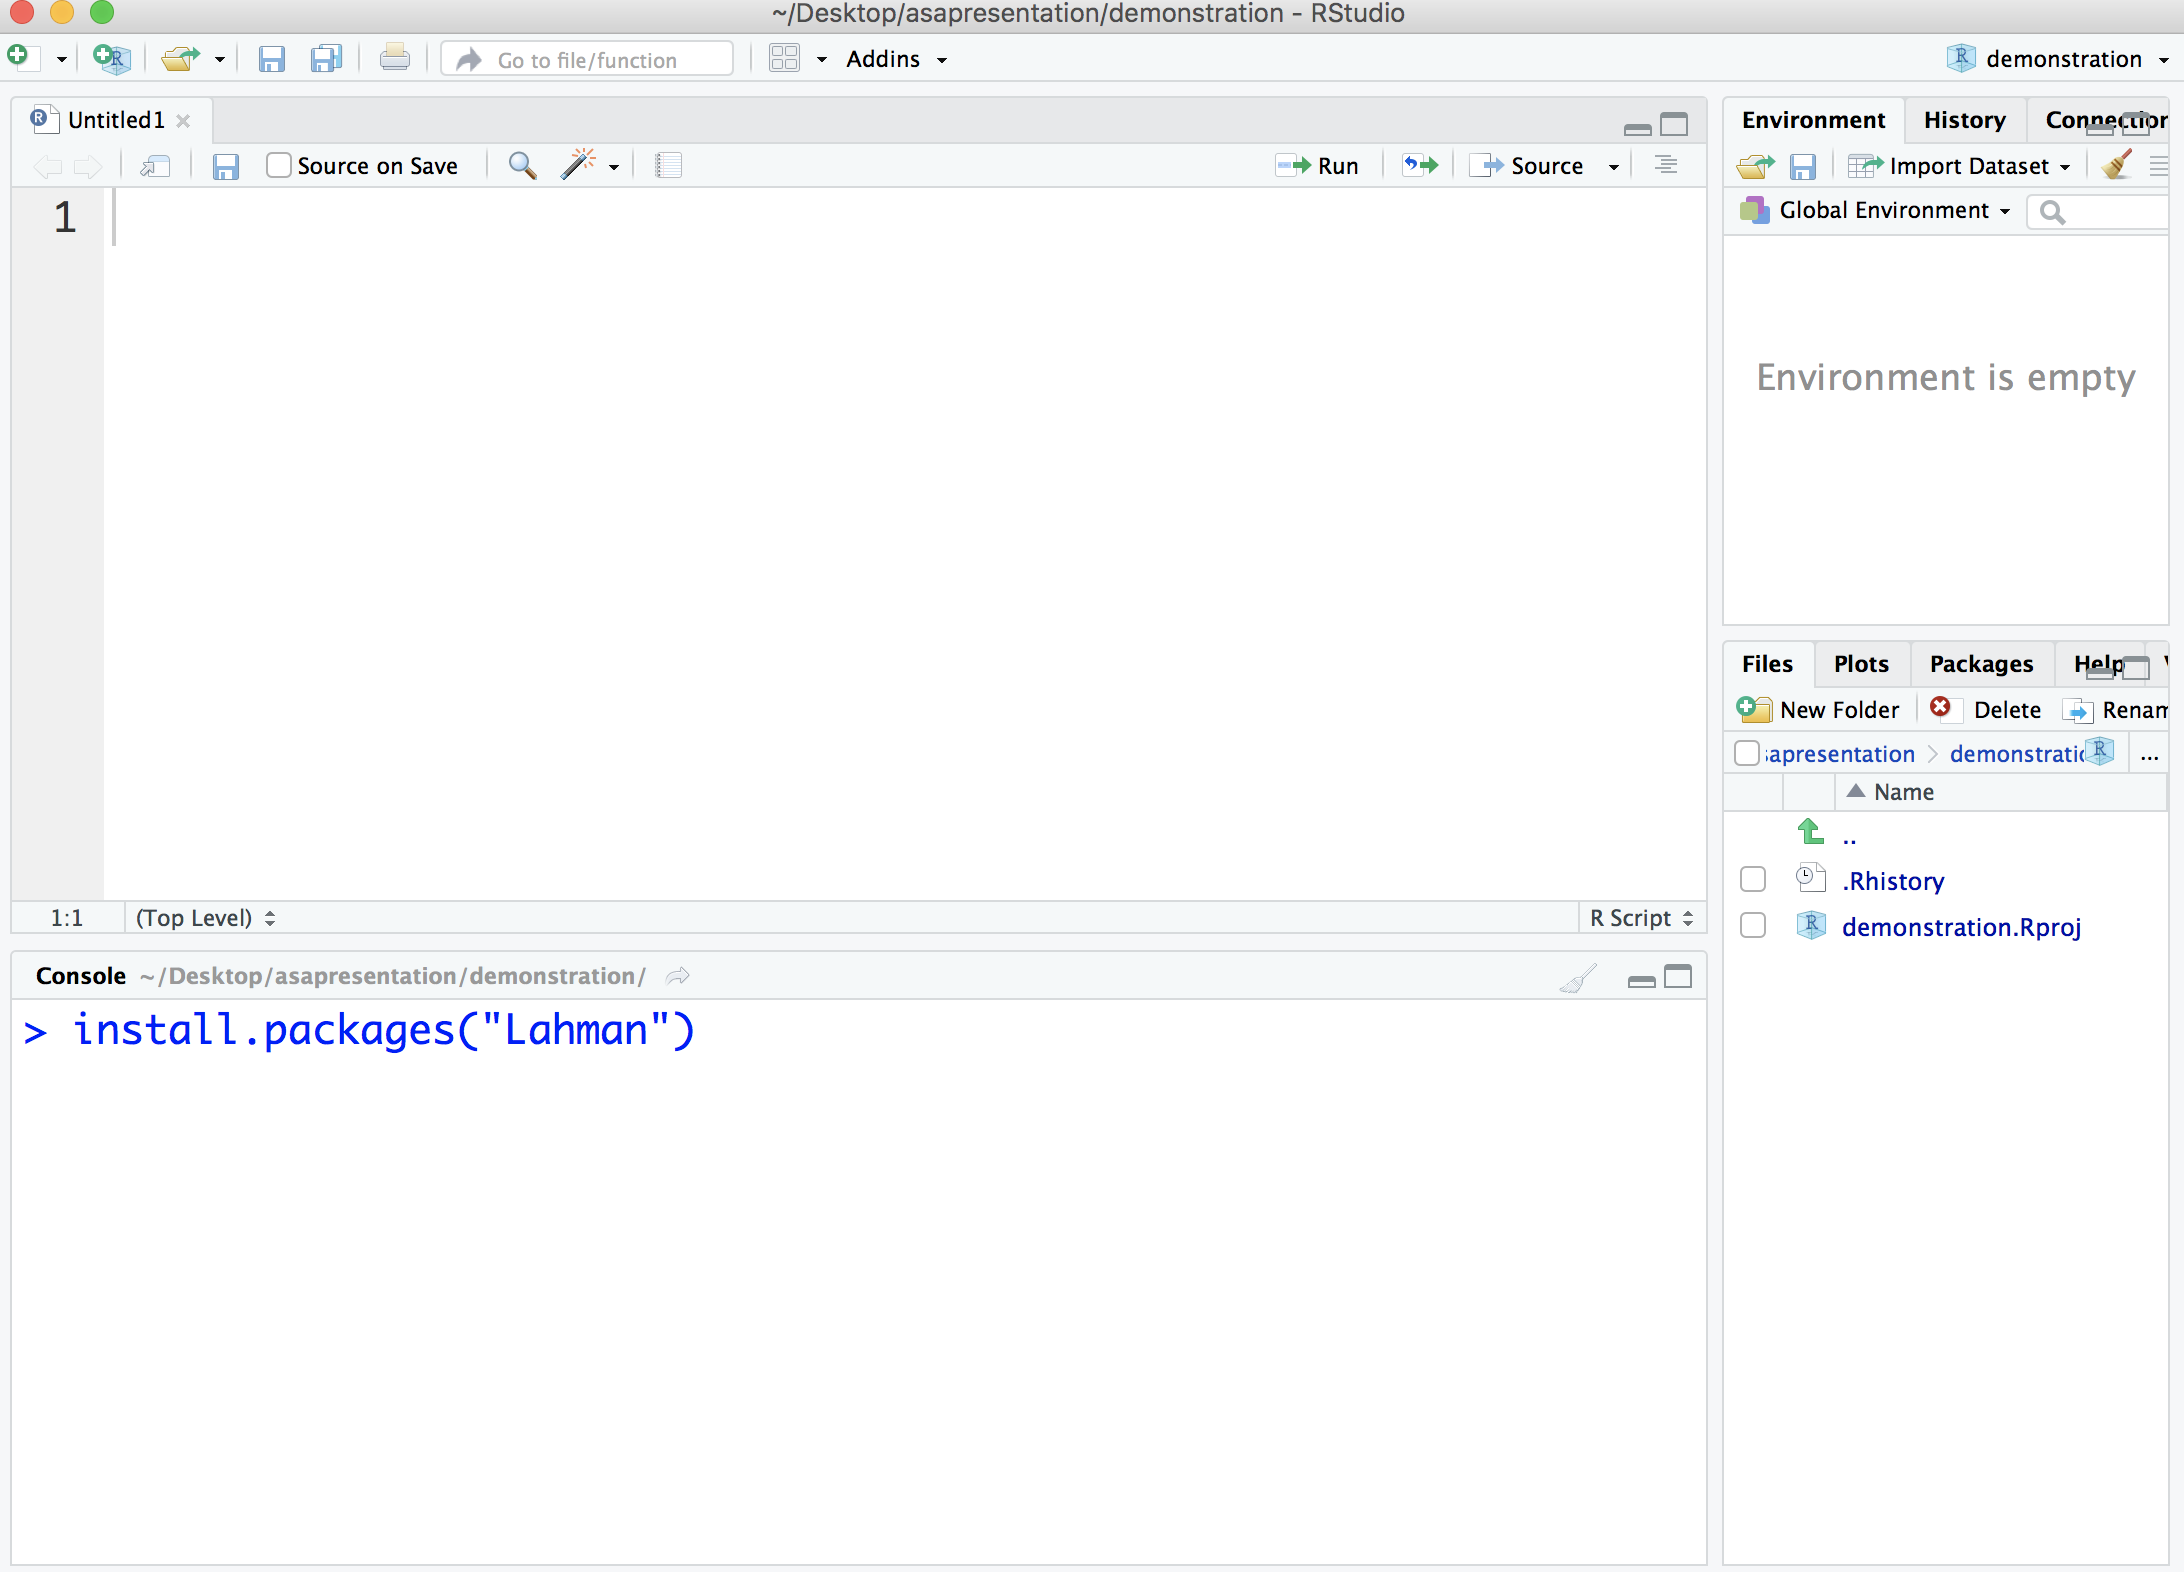 ~/Desktop/asapresentation/demonstration - RStudio
Go to file/function
Addins
demonstration
Untitled1
Source on Save
Run
Source
1
1:1
(Top Level)
R Script
Console ~/Desktop/asapresentation/demonstration/
> install.packages("Lahman")
Environment
History
Connection
Import Dataset
Global Environment
Environment is empty
Files
Plots
Packages
Help
New Folder
Delete
Renam
sapresentation
demonstratic
...
Name
..
.Rhistory
demonstration.Rproj